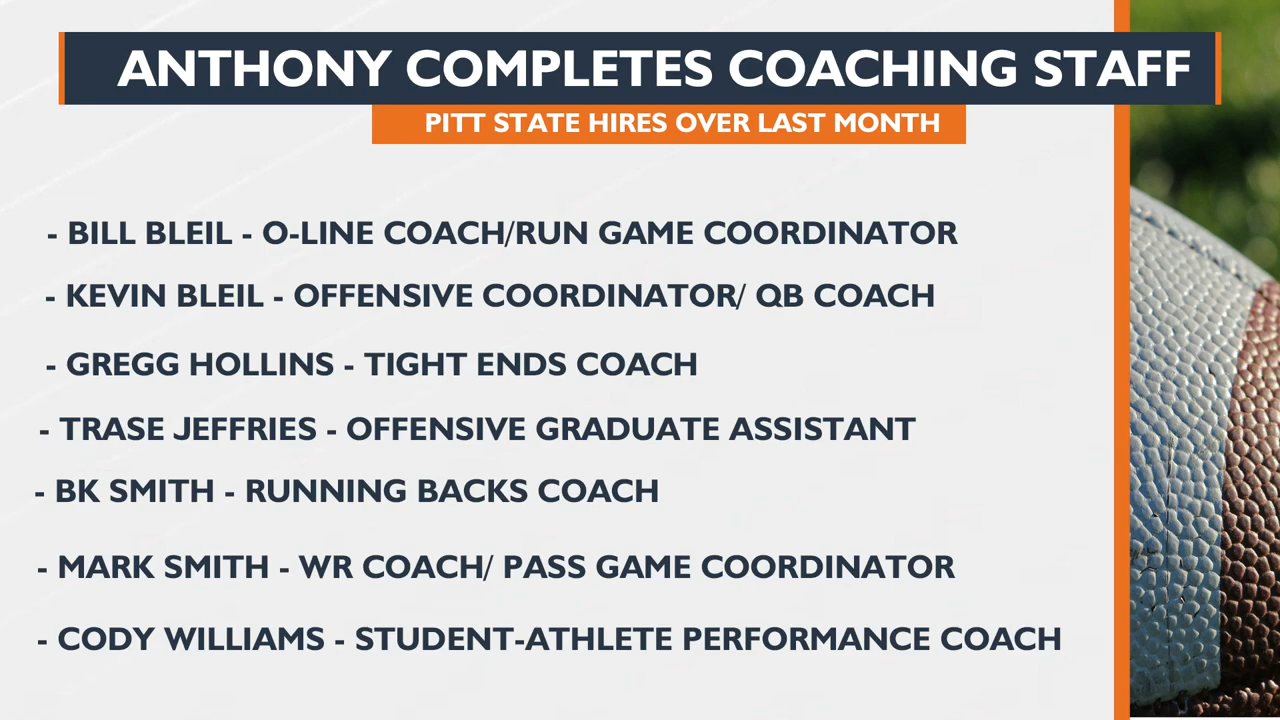 ANTHONY COMPLETES COACHING STAFF
PITT STATE HIRES OVER LAST MONTH
- BILL BLEIL - O-LINE COACH/RUN GAME COORDINATOR
- KEVIN BLEIL - OFFENSIVE COORDINATOR/ QB COACH
- GREGG HOLLINS - TIGHT ENDS COACH
- TRASE JEFFRIES - OFFENSIVE GRADUATE ASSISTANT
- BK SMITH - RUNNING BACKS COACH
- MARK SMITH - WR COACH/ PASS GAME COORDINATOR
- CODY WILLIAMS - STUDENT-ATHLETE PERFORMANCE COACH